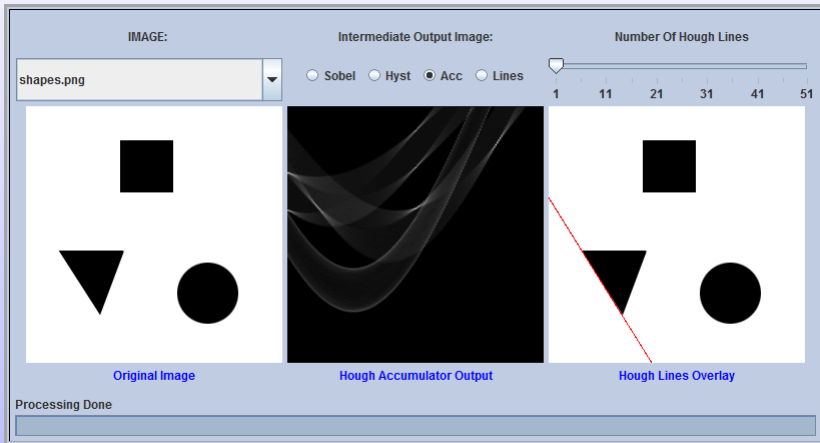 IMAGE:
Intermediate Output Image:
Number Of Hough Lines
shapes.png
Sobel Hyst Acc Lines
1 11 21 31 41 51
Original Image
Hough Accumulator Output
Hough Lines Overlay
Processing Done